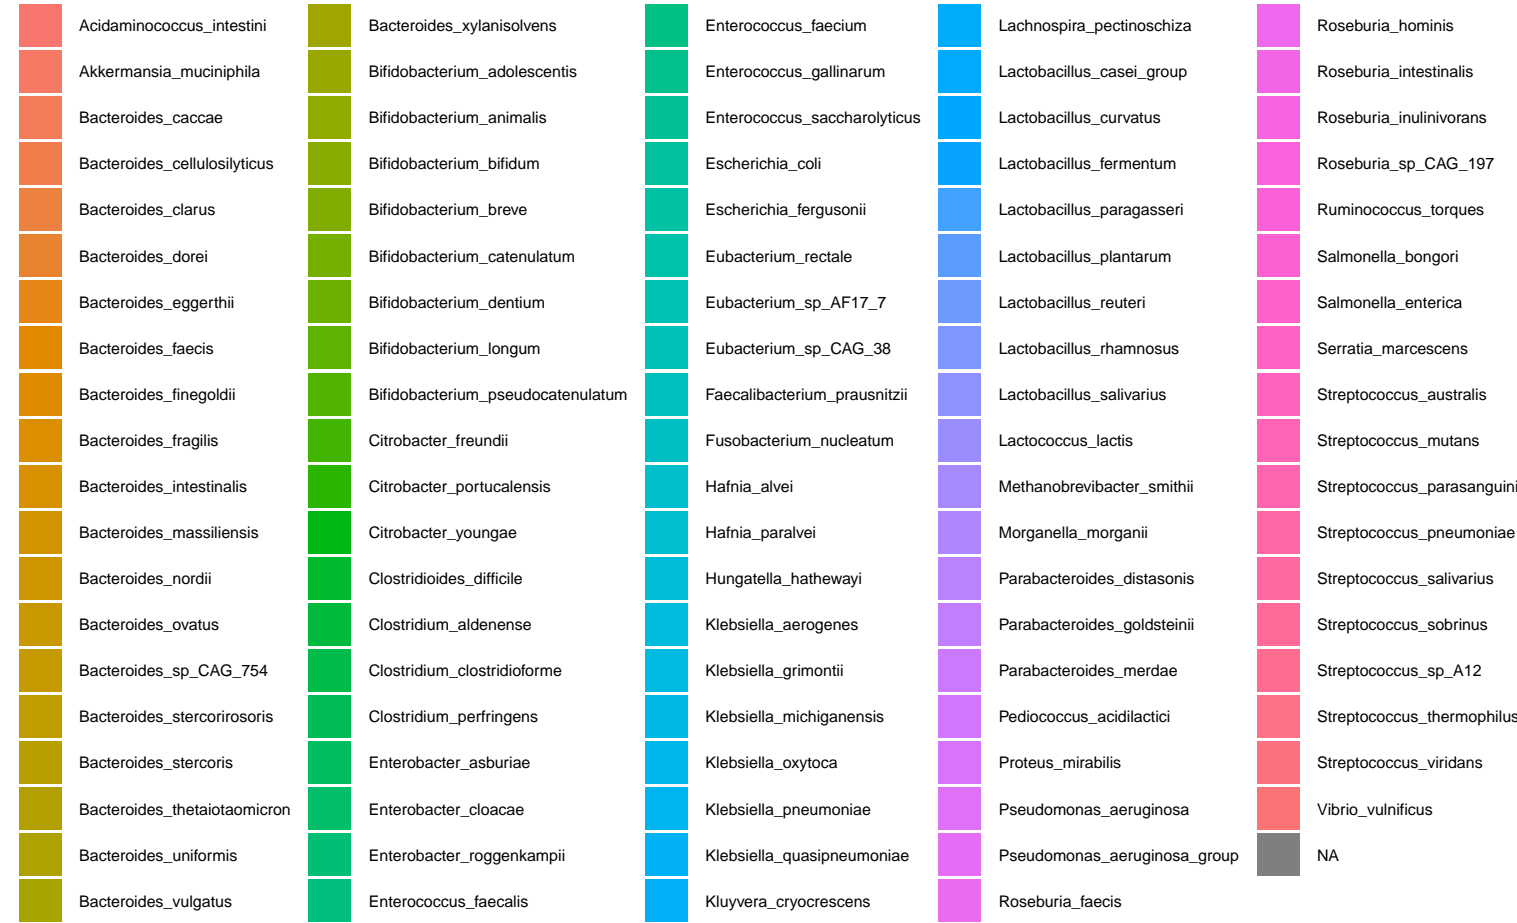 Acidaminococcus_intestini
Akkermansia_muciniphila
Bacteroides_caccae
Bacteroides_cellulosilyticus
Bacteroides_clarus
Bacteroides_dorei
Bacteroides_eggerthii
Bacteroides_faecis
Bacteroides_finegoldii
Bacteroides_fragilis
Bacteroides_intestinalis
Bacteroides_massiliensis
Bacteroides_nordii
Bacteroides_ovatus
Bacteroides_sp_CAG_754
Bacteroides_stercorirosoris
Bacteroides_stercoris
Bacteroides_thetaiotaomicron
Bacteroides_uniformis
Bacteroides_vulgatus
Bacteroides_xylanisolvens
Bifidobacterium_adolescentis
Bifidobacterium_animalis
Bifidobacterium_bifidum
Bifidobacterium_breve
Bifidobacterium_catenulatum
Bifidobacterium_dentium
Bifidobacterium_longum
Bifidobacterium_pseudocatenulatum
Citrobacter_freundii
Citrobacter_portucalensis
Citrobacter_youngae
Clostridioides_difficile
Clostridium_aldenense
Clostridium_clostridioforme
Clostridium_perfringens
Enterobacter_asburiae
Enterobacter_cloacae
Enterobacter_roggenkampii
Enterococcus_faecalis
Enterococcus_faecium
Enterococcus_gallinarum
Enterococcus_saccharolyticus
Escherichia_coli
Escherichia_fergusonii
Eubacterium_rectale
Eubacterium_sp_AF17_7
Eubacterium_sp_CAG_38
Faecalibacterium_prausnitzii
Fusobacterium_nucleatum
Hafnia_alvei
Hafnia_paralvei
Hungatella_hathewayi
Klebsiella_aerogenes
Klebsiella_grimontii
Klebsiella_michiganensis
Klebsiella_oxytoca
Klebsiella_pneumoniae
Klebsiella_quasipneumoniae
Kluyvera_cryocrescens
Lachnospira_pectinoschiza
Lactobacillus_casei_group
Lactobacillus_curvatus
Lactobacillus_fermentum
Lactobacillus_paragasseri
Lactobacillus_plantarum
Lactobacillus_reuteri
Lactobacillus_rhamnosus
Lactobacillus_salivarius
Lactococcus_lactis
Methanobrevibacter_smithii
Morganella_morganii
Parabacteroides_distasonis
Parabacteroides_goldsteinii
Parabacteroides_merdae
Pediococcus_acidilactici
Proteus_mirabilis
Pseudomonas_aeruginosa
Pseudomonas_aeruginosa_group
Roseburia_faecis
Roseburia_hominis
Roseburia_intestinalis
Roseburia_inulinivorans
Roseburia_sp_CAG_197
Ruminococcus_torques
Salmonella_bongori
Salmonella_enterica
Serratia_marcescens
Streptococcus_australis
Streptococcus_mutans
Streptococcus_parasanguini
Streptococcus_pneumoniae
Streptococcus_salivarius
Streptococcus_sobrinus
Streptococcus_sp_A12
Streptococcus_thermophilus
Streptococcus_viridans
Vibrio_vulnificus
NA